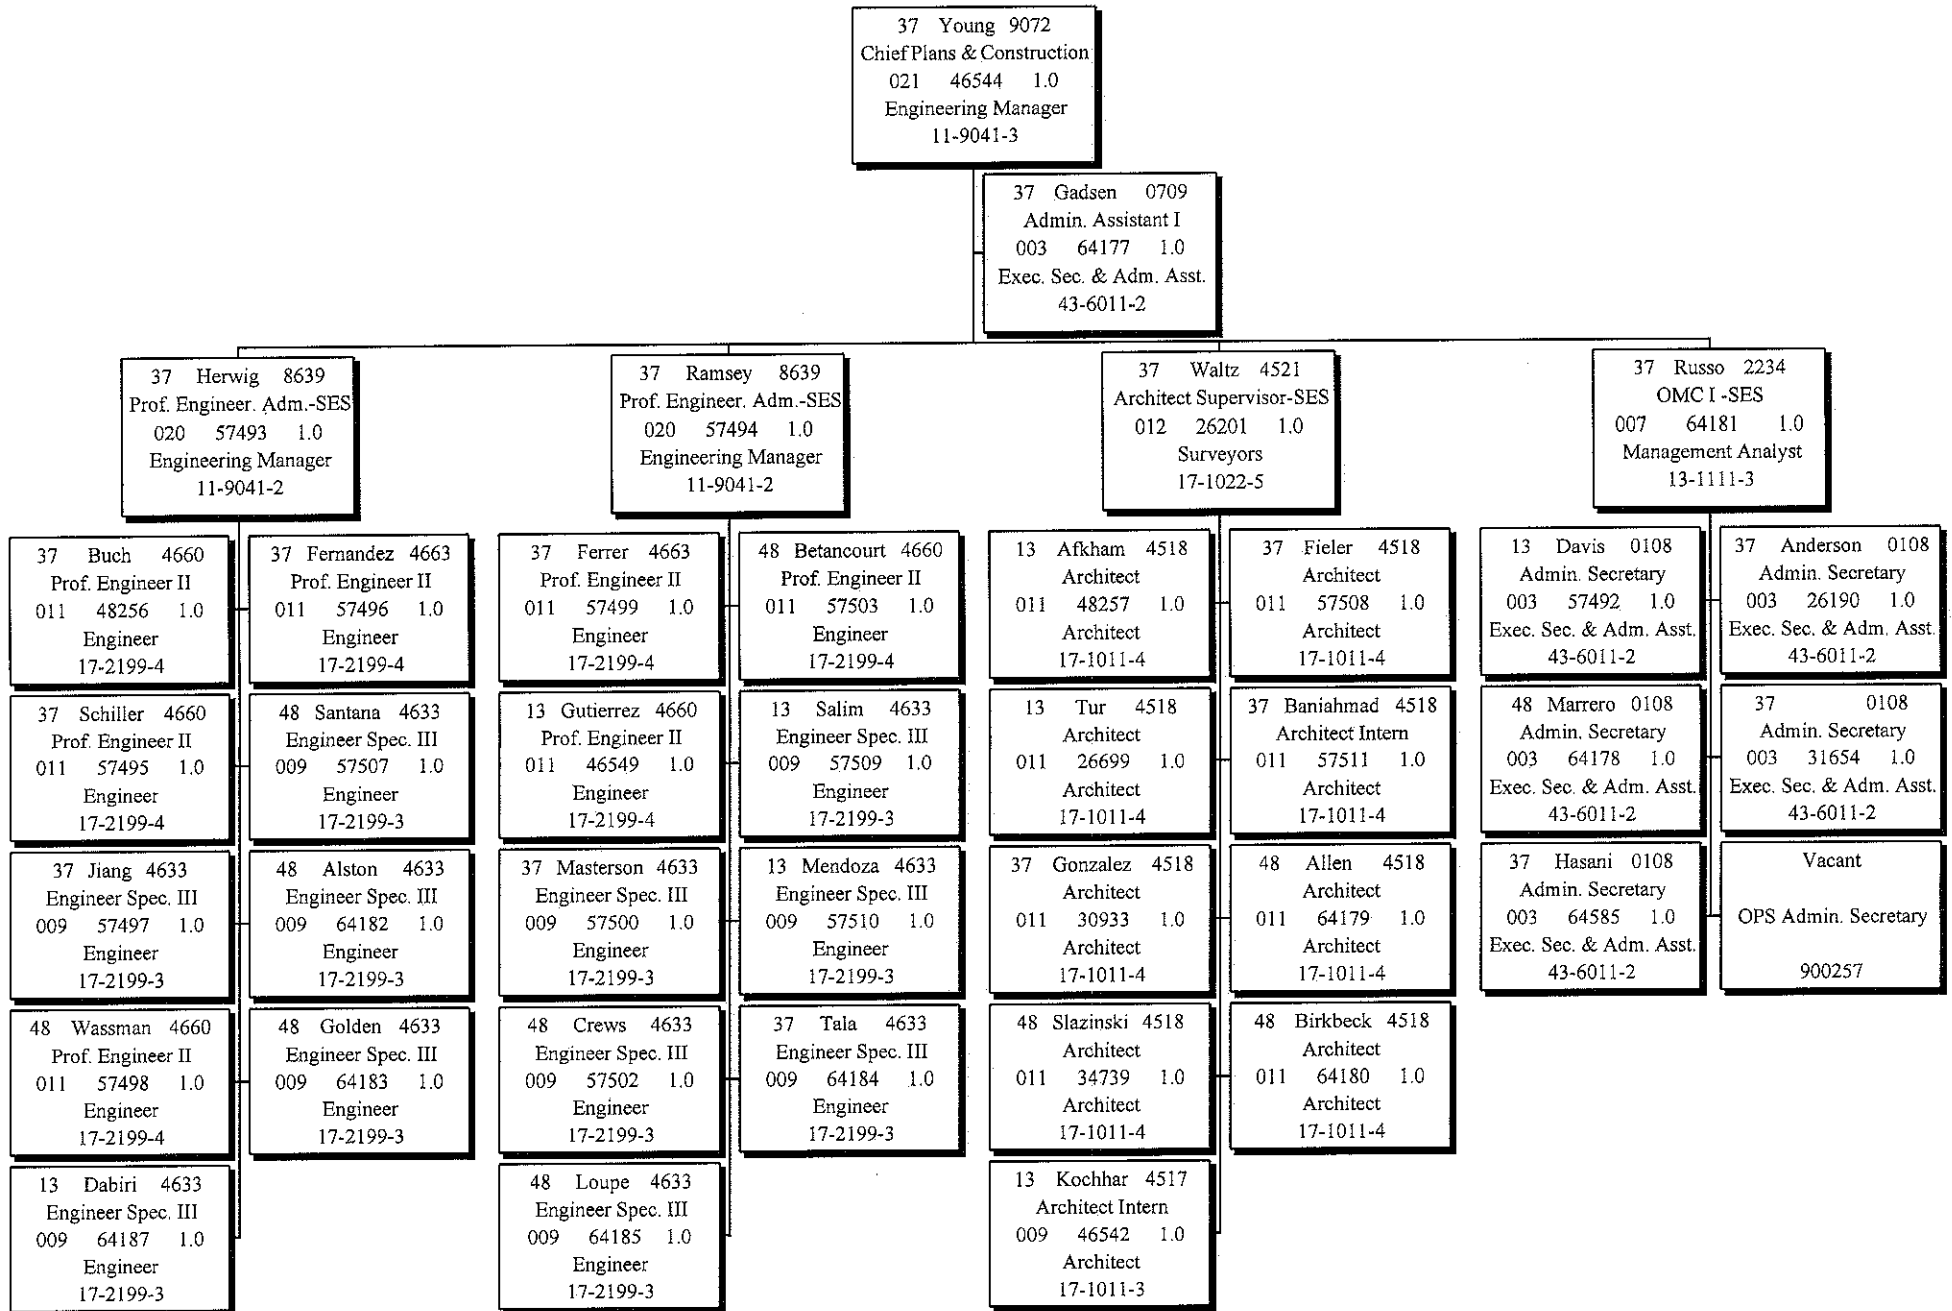 37 Young 9072
Chief Plans & Construction
021 46544 1.0
Engineering Manager
11-9041-3
37 Gadsen 0709
Admin. Assistant I
003 64177 1.0
Exec. Sec. & Adm. Asst.
43-6011-2
37 Herwig 8639
Prof. Engineer. Adm.-SES
020 57493 1.0
Engineering Manager
11-9041-2
37 Ramsey 8639
Prof. Engineer. Adm.-SES
020 57494 1.0
Engineering Manager
11-9041-2
37 Waltz 4521
Architect Supervisor-SES
012 26201 1.0
Surveyors
17-1022-5
37 Russo 2234
OMC I -SES
007 64181 1.0
Management Analyst
13-1111-3
37 Buch 4660
Prof. Engineer II
011 48256 1.0
Engineer
17-2199-4
37 Fernandez 4663
Prof. Engineer II
011 57496 1.0
Engineer
17-2199-4
37 Schiller 4660
Prof. Engineer II
011 57495 1.0
Engineer
17-2199-4
48 Santana 4633
Engineer Spec. III
009 57507 1.0
Engineer
17-2199-3
37 Jiang 4633
Engineer Spec. III
009 57497 1.0
Engineer
17-2199-3
48 Alston 4633
Engineer Spec. III
009 64182 1.0
Engineer
17-2199-3
48 Wassman 4660
Prof. Engineer II
011 57498 1.0
Engineer
17-2199-4
48 Golden 4633
Engineer Spec. III
009 64183 1.0
Engineer
17-2199-3
13 Dabiri 4633
Engineer Spec. III
009 64187 1.0
Engineer
17-2199-3
37 Ferrer 4663
Prof. Engineer II
011 57499 1.0
Engineer
17-2199-4
48 Betancourt 4660
Prof. Engineer II
011 57503 1.0
Engineer
17-2199-4
13 Gutierrez 4660
Prof. Engineer II
011 46549 1.0
Engineer
17-2199-4
13 Salim 4633
Engineer Spec. III
009 57509 1.0
Engineer
17-2199-3
37 Masterson 4633
Engineer Spec. III
009 57500 1.0
Engineer
17-2199-3
13 Mendoza 4633
Engineer Spec. III
009 57510 1.0
Engineer
17-2199-3
48 Crews 4633
Engineer Spec. III
009 57502 1.0
Engineer
17-2199-3
37 Tala 4633
Engineer Spec. III
009 64184 1.0
Engineer
17-2199-3
48 Loupe 4633
Engineer Spec. III
009 64185 1.0
Engineer
17-2199-3
13 Afkham 4518
Architect
011 48257 1.0
Architect
17-1011-4
37 Fieler 4518
Architect
011 57508 1.0
Architect
17-1011-4
13 Tur 4518
Architect
011 26699 1.0
Architect
17-1011-4
37 Baniahmad 4518
Architect Intern
011 57511 1.0
Architect
17-1011-4
37 Gonzalez 4518
Architect
011 30933 1.0
Architect
17-1011-4
48 Allen 4518
Architect
011 64179 1.0
Architect
17-1011-4
48 Slazinski 4518
Architect
011 34739 1.0
Architect
17-1011-4
48 Birkbeck 4518
Architect
011 64180 1.0
Architect
17-1011-4
13 Kochhar 4517
Architect Intern
009 46542 1.0
Architect
17-1011-3
13 Davis 0108
Admin. Secretary
003 57492 1.0
Exec. Sec. & Adm. Asst.
43-6011-2
37 Anderson 0108
Admin. Secretary
003 26190 1.0
Exec. Sec. & Adm. Asst.
43-6011-2
48 Marrero 0108
Admin. Secretary
003 64178 1.0
Exec. Sec. & Adm. Asst.
43-6011-2
37 0108
Admin. Secretary
003 31654 1.0
Exec. Sec. & Adm. Asst.
43-6011-2
37 Hasani 0108
Admin. Secretary
003 64585 1.0
Exec. Sec. & Adm. Asst.
43-6011-2
Vacant
OPS Admin. Secretary
900257